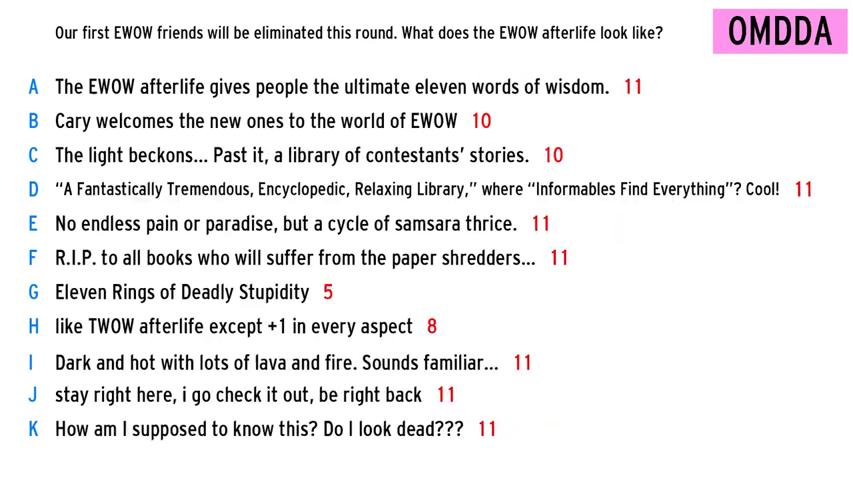 Our first EWOW friends will be eliminated this round. What does the EWOW afterlife look like?
OMDDA
A The EWOW afterlife gives people the ultimate eleven words of wisdom. 11
B Cary welcomes the new ones to the world of EWOW 10
C The light beckons... Past it, a library of contestants’ stories. 10
D “A Fantastically Tremendous, Encyclopedic, Relaxing Library,” where “Informables Find Everything”? Cool! 11
E No endless pain or paradise, but a cycle of samsara thrice. 11
F R.I.P. to all books who will suffer from the paper shredders... 11
G Eleven Rings of Deadly Stupidity 5
H like TWOW afterlife except +1 in every aspect 8
I Dark and hot with lots of lava and fire. Sounds familiar... 11
J stay right here, i go check it out, be right back 11
K How am I supposed to know this? Do I look dead??? 11